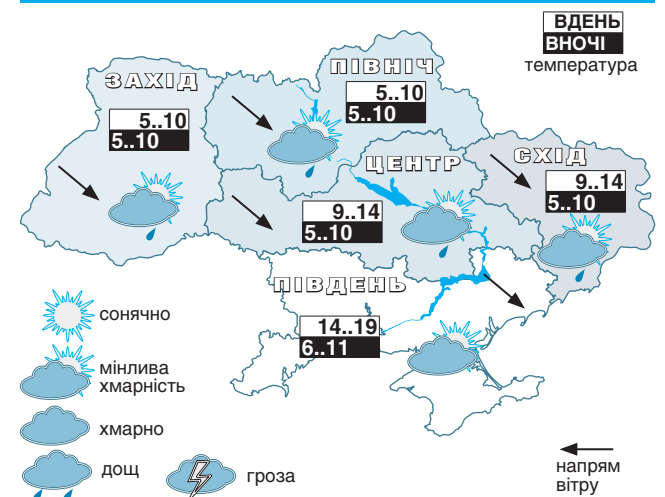 ВДЕНЬ
ВНОЧІ
температура
ПІВНІЧ
5..10
5..10
ЗАХІД
5..10
5..10
ЦЕНТР
9..14
5..10
СХІД
9..14
5..10
ПІВДЕНЬ
14..19
6..11
сонячно
мінлива
хмарність
хмарно
дощ
гроза
напрям
вітру